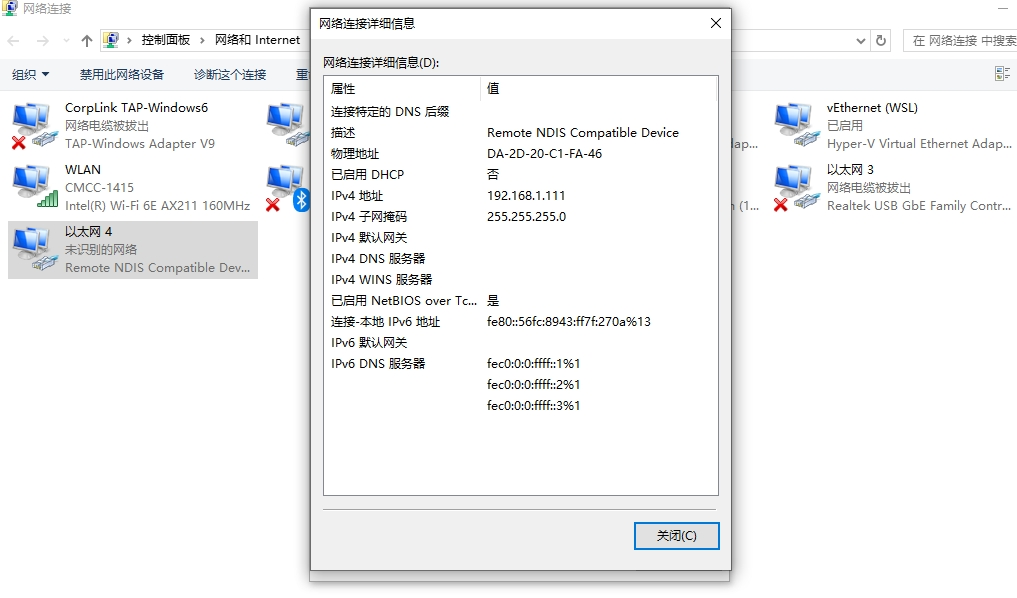 网络连接
控制面板 › 网络和 Internet
在 网络连接 中搜索
组织 禁用此网络设备 诊断这个连接
CorpLink TAP-Windows6
网络电缆被拔出
TAP-Windows Adapter V9
WLAN
CMCC-1415
Intel(R) Wi-Fi 6E AX211 160MHz
以太网 4
未识别的网络
Remote NDIS Compatible Dev...
网络连接详细信息
网络连接详细信息(D):
属性 值
连接特定的 DNS 后缀
描述 Remote NDIS Compatible Device
物理地址 DA-2D-20-C1-FA-46
已启用 DHCP 否
IPv4 地址 192.168.1.111
IPv4 子网掩码 255.255.255.0
IPv4 默认网关
IPv4 DNS 服务器
IPv4 WINS 服务器
已启用 NetBIOS over Tc... 是
连接-本地 IPv6 地址 fe80::56fc:8943:ff7f:270a%13
IPv6 默认网关
IPv6 DNS 服务器 fec0:0:0:ffff::1%1
fec0:0:0:ffff::2%1
fec0:0:0:ffff::3%1
关闭(C)
dap...
n (1...
vEthernet (WSL)
已启用
Hyper-V Virtual Ethernet Adap...
以太网 3
网络电缆被拔出
Realtek USB GbE Family Contr...